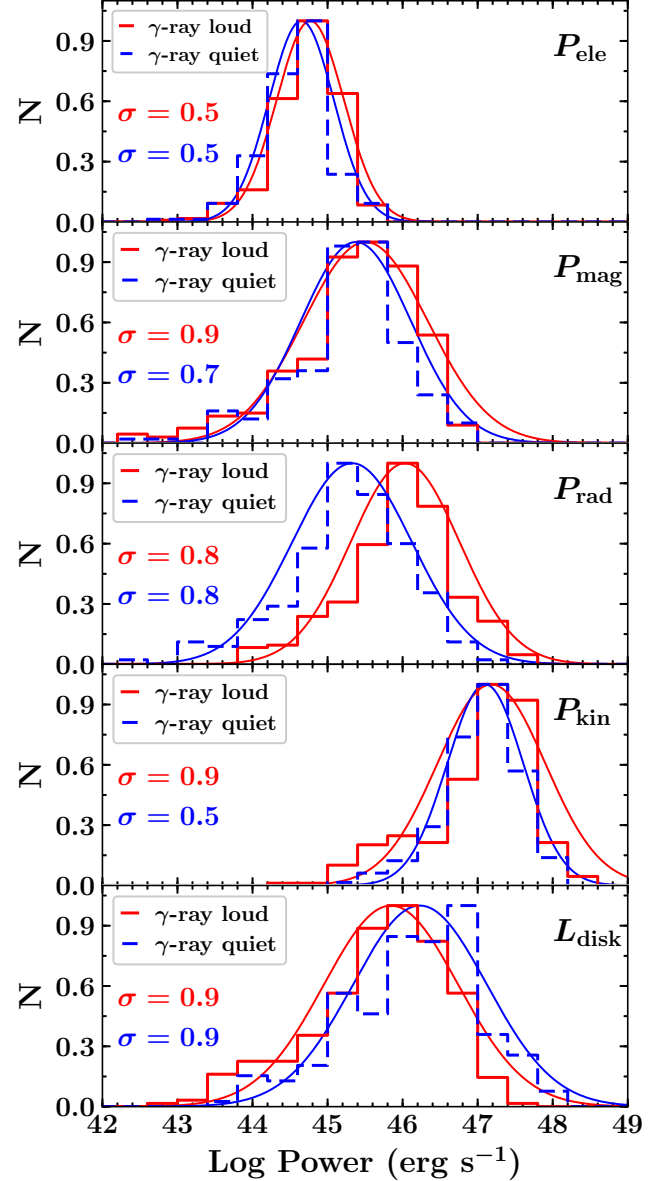 γ-ray loud
γ-ray quiet
P_ele
σ = 0.5
σ = 0.5
N
0.9
0.6
0.3
0.0
γ-ray loud
γ-ray quiet
P_mag
σ = 0.9
σ = 0.7
N
0.9
0.6
0.3
0.0
γ-ray loud
γ-ray quiet
P_rad
σ = 0.8
σ = 0.8
N
0.9
0.6
0.3
0.0
γ-ray loud
γ-ray quiet
P_kin
σ = 0.9
σ = 0.5
N
0.9
0.6
0.3
0.0
γ-ray loud
γ-ray quiet
L_disk
σ = 0.9
σ = 0.9
N
0.9
0.6
0.3
0.0
42 43 44 45 46 47 48 49
Log Power (erg s⁻¹)